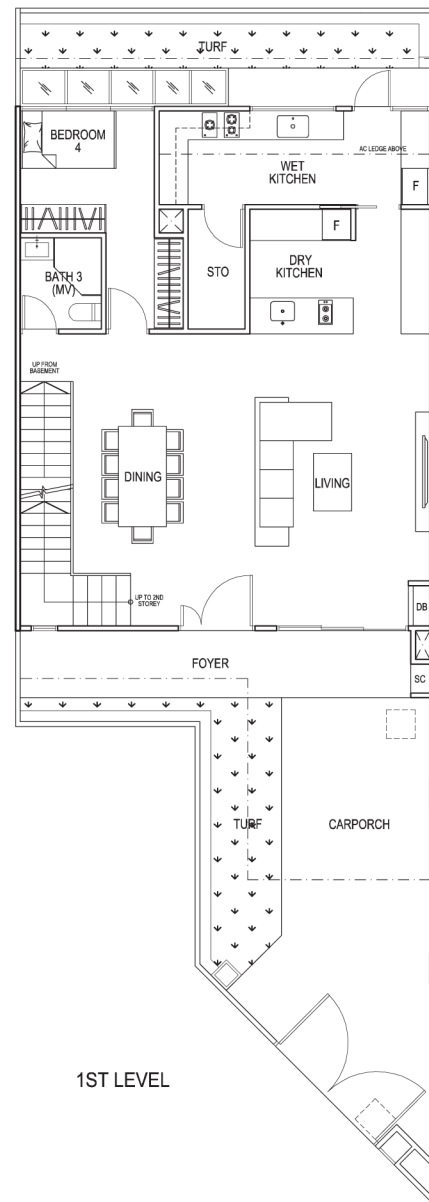 TURF
BEDROOM
4
AC LEDGE ABOVE
WET
KITCHEN
F
F
STO
DRY
KITCHEN
BATH 3
(MV)
UP FROM
BASEMENT
DINING
LIVING
UP TO 2ND
STOREY
DB
FOYER
SC
TURF
CARPORCH
1ST LEVEL